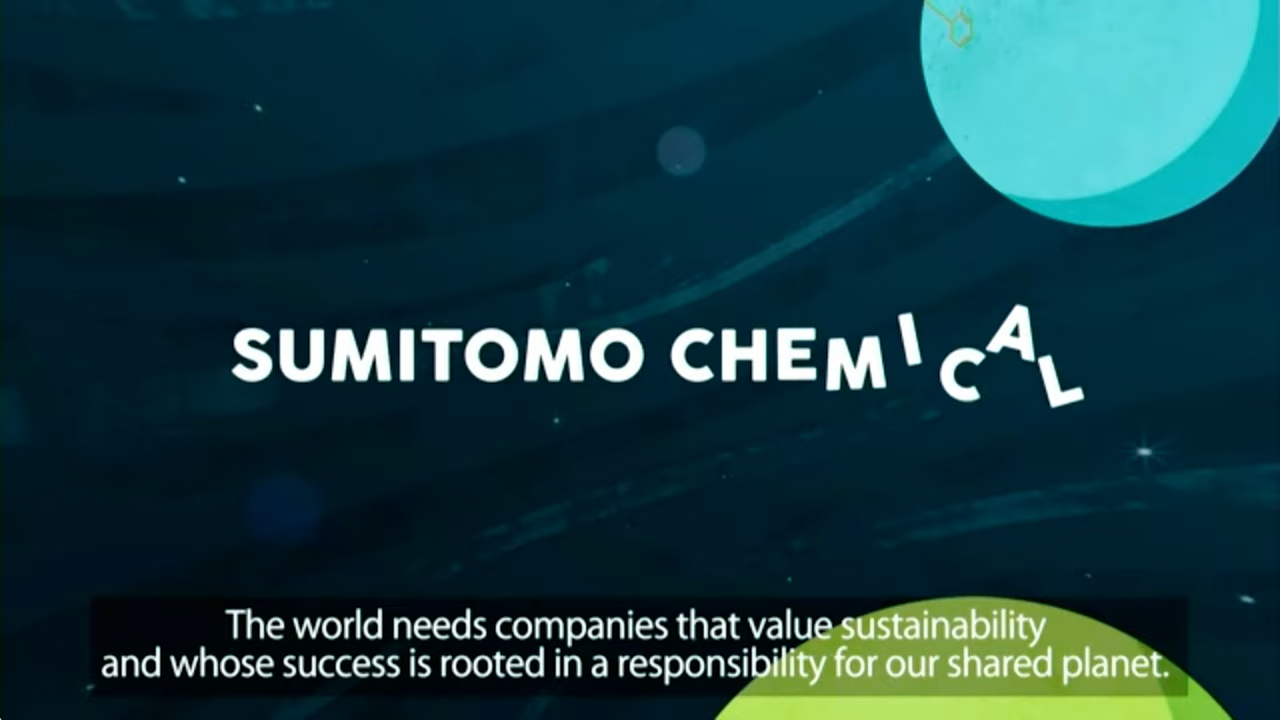 SUMITOMO CHEMICAL
The world needs companies that value sustainability
and whose success is rooted in a responsibility for our shared planet.